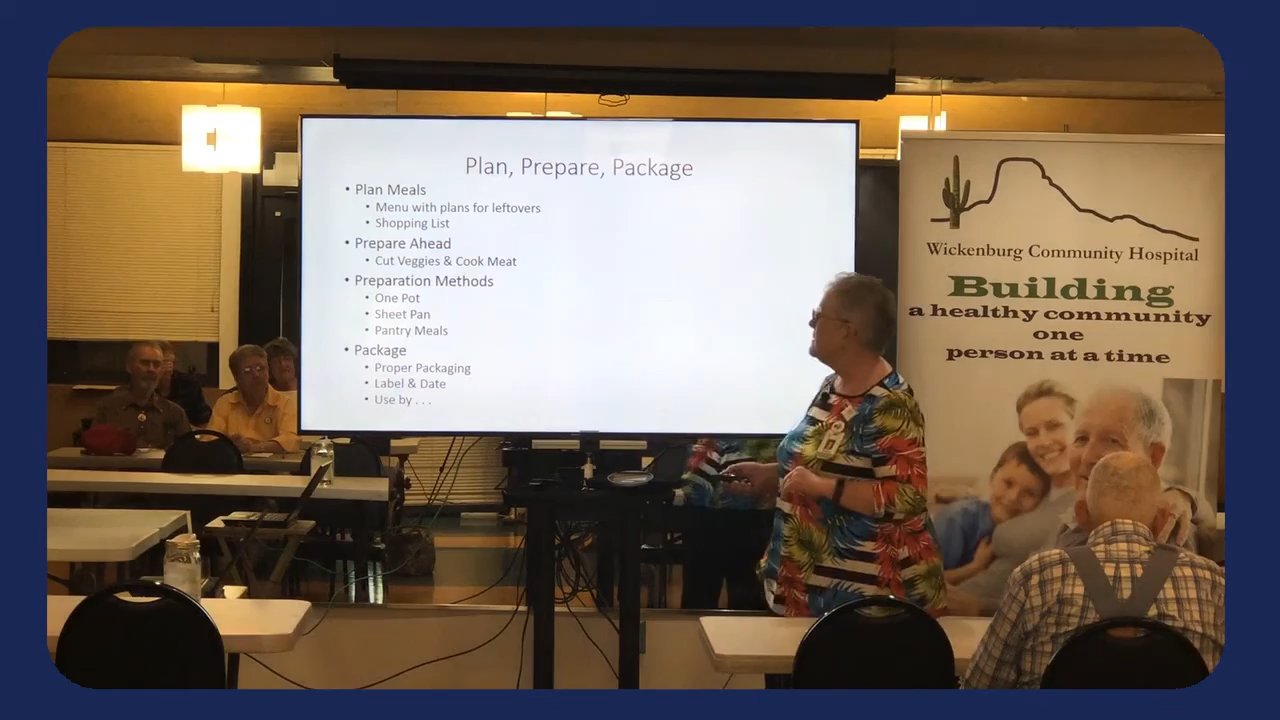 Plan, Prepare, Package
• Plan Meals
• Menu with plans for leftovers
• Shopping List
• Prepare Ahead
• Cut Veggies & Cook Meat
• Preparation Methods
• One Pot
• Sheet Pan
• Pantry Meals
• Package
• Proper Packaging
• Label & Date
• Use by . . .
Wickenburg Community Hospital
Building
a healthy community
one
person at a time